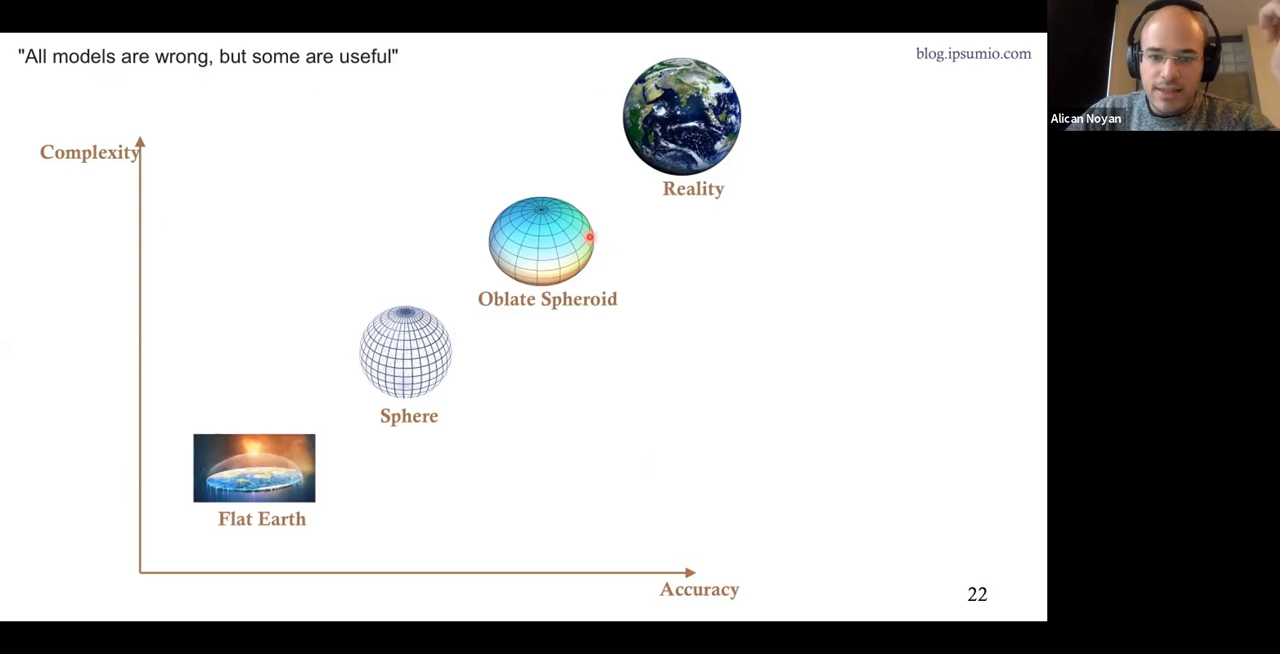 "All models are wrong, but some are useful"
blog.ipsumio.com
Alican Noyan
Complexity
Reality
Oblate Spheroid
Sphere
Flat Earth
Accuracy
22